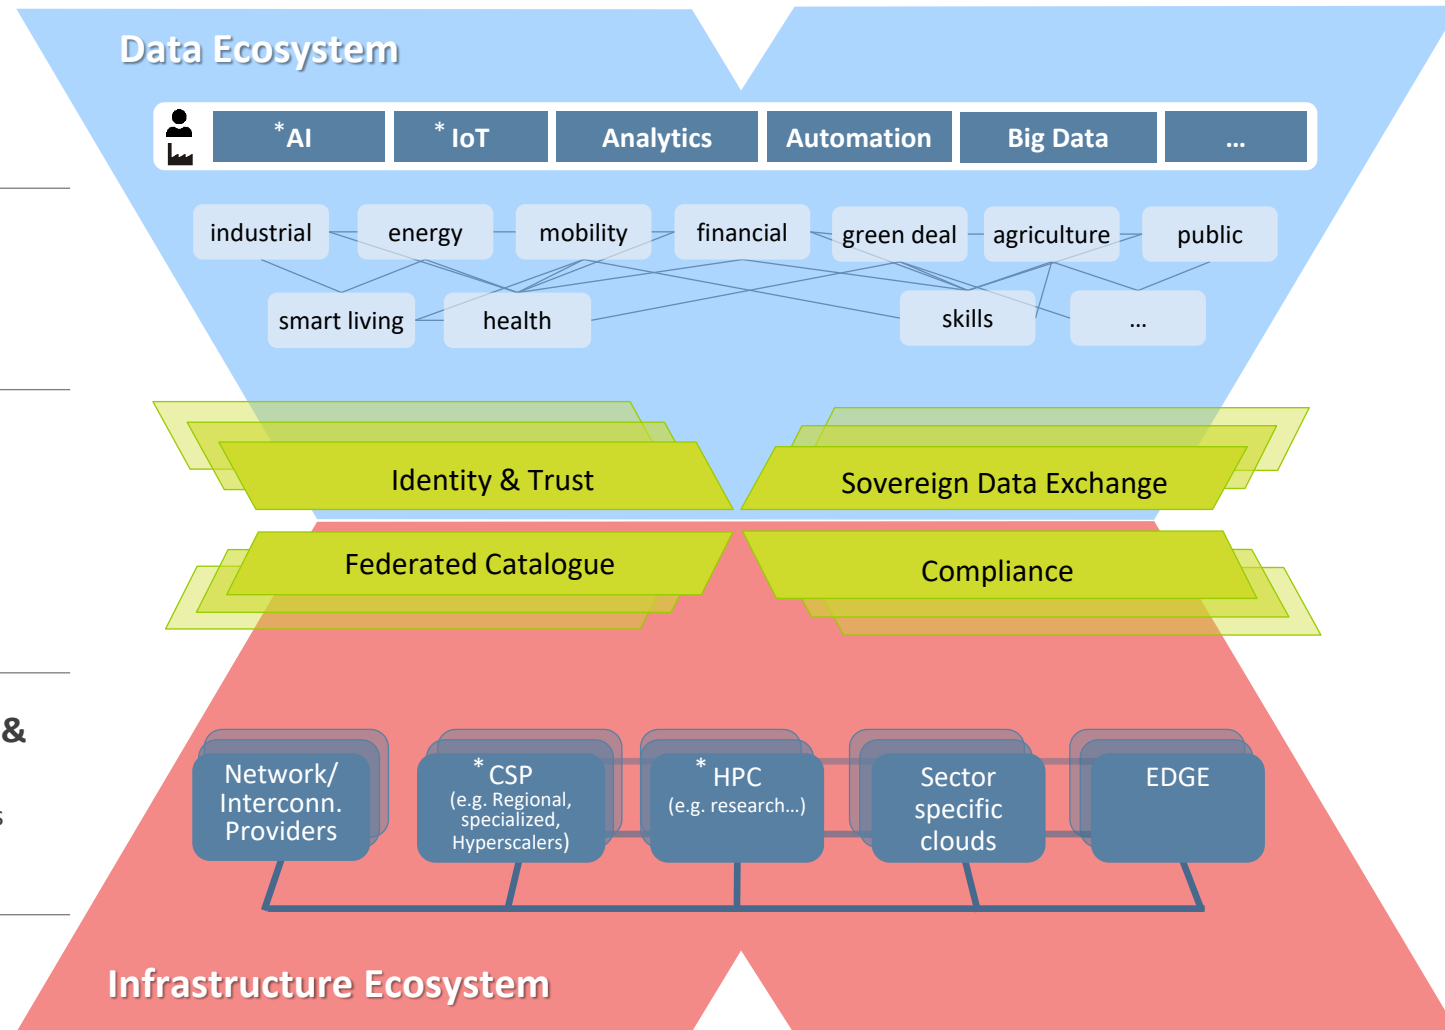 Data Ecosystem
*AI
* IoT
Analytics
Automation
Big Data
...
industrial
energy
mobility
financial
green deal
agriculture
public
smart living
health
skills
...
Identity & Trust
Sovereign Data Exchange
Federated Catalogue
Compliance
&
s
Network/
Interconn.
Providers
* CSP
(e.g. Regional,
specialized,
Hyperscalers)
* HPC
(e.g. research...)
Sector
specific
clouds
EDGE
Infrastructure Ecosystem